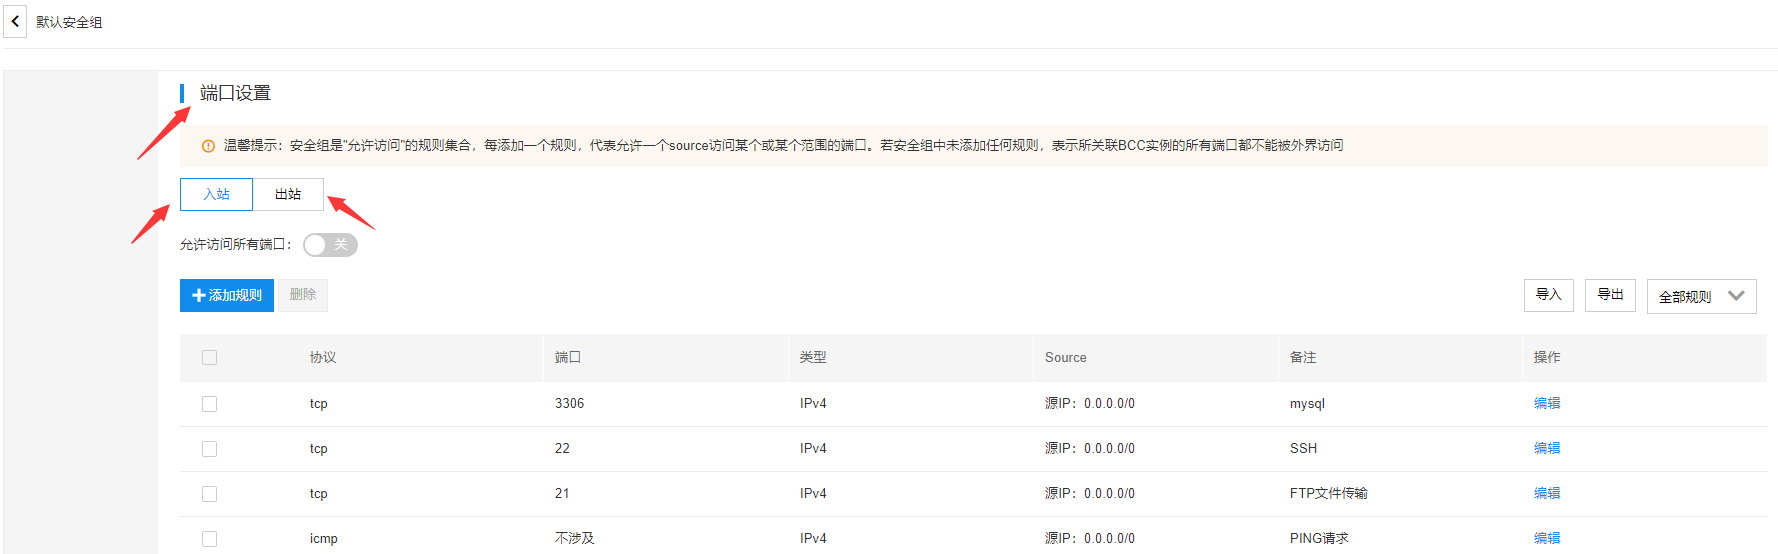 默认安全组
端口设置
温馨提示：安全组是"允许访问"的规则集合，每添加一个规则，代表允许一个source访问某个或某个范围的端口。若安全组中未添加任何规则，表示所关联BCC实例的所有端口都不能被外界访问
入站 出站
允许访问所有端口： 关
添加规则 删除 导入 导出 全部规则
协议 端口 类型 Source 备注 操作
tcp 3306 IPv4 源IP：0.0.0.0/0 mysql 编辑
tcp 22 IPv4 源IP：0.0.0.0/0 SSH 编辑
tcp 21 IPv4 源IP：0.0.0.0/0 FTP文件传输 编辑
icmp 不涉及 IPv4 源IP：0.0.0.0/0 PING请求 编辑